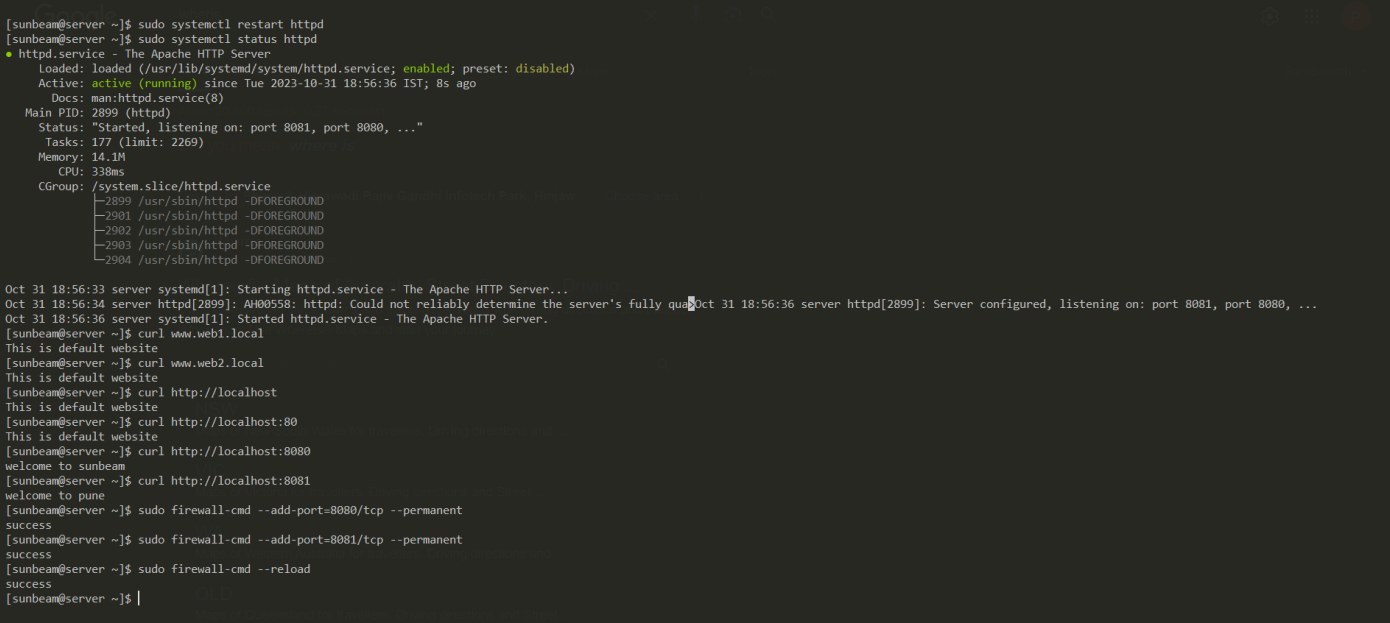 [sunbeam@server ~]$ sudo systemctl restart httpd
[sunbeam@server ~]$ sudo systemctl status httpd
● httpd.service - The Apache HTTP Server
Loaded: loaded (/usr/lib/systemd/system/httpd.service; enabled; preset: disabled)
Active: active (running) since Tue 2023-10-31 18:56:36 IST; 8s ago
Docs: man:httpd.service(8)
Main PID: 2899 (httpd)
Status: "Started, listening on: port 8081, port 8080, ..."
Tasks: 177 (limit: 2269)
Memory: 14.1M
CPU: 338ms
CGroup: /system.slice/httpd.service
├─2899 /usr/sbin/httpd -DFOREGROUND
├─2901 /usr/sbin/httpd -DFOREGROUND
├─2902 /usr/sbin/httpd -DFOREGROUND
├─2903 /usr/sbin/httpd -DFOREGROUND
└─2904 /usr/sbin/httpd -DFOREGROUND
Oct 31 18:56:33 server systemd[1]: Starting httpd.service - The Apache HTTP Server...
Oct 31 18:56:34 server httpd[2899]: AH00558: httpd: Could not reliably determine the server's fully qua>Oct 31 18:56:36 server httpd[2899]: Server configured, listening on: port 8081, port 8080, ...
Oct 31 18:56:36 server systemd[1]: Started httpd.service - The Apache HTTP Server.
[sunbeam@server ~]$ curl www.web1.local
This is default website
[sunbeam@server ~]$ curl www.web2.local
This is default website
[sunbeam@server ~]$ curl http://localhost
This is default website
[sunbeam@server ~]$ curl http://localhost:80
This is default website
[sunbeam@server ~]$ curl http://localhost:8080
welcome to sunbeam
[sunbeam@server ~]$ curl http://localhost:8081
welcome to pune
[sunbeam@server ~]$ sudo firewall-cmd --add-port=8080/tcp --permanent
success
[sunbeam@server ~]$ sudo firewall-cmd --add-port=8081/tcp --permanent
success
[sunbeam@server ~]$ sudo firewall-cmd --reload
success
[sunbeam@server ~]$